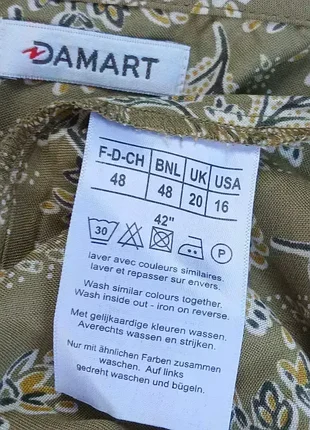 DAMART
F-D-CH BNL UK USA
48 48 20 16
42"
30 P
laver avec couleurs similaires.
laver et repasser sur envers.
Wash similar colours together.
Wash inside out - iron on reverse.
Met gelijkaardige kleuren wassen.
Averechts wassen en strijken.
Nur mit ähnlichen Farben zusammen
waschen. Auf links
gedreht waschen und bügeln.